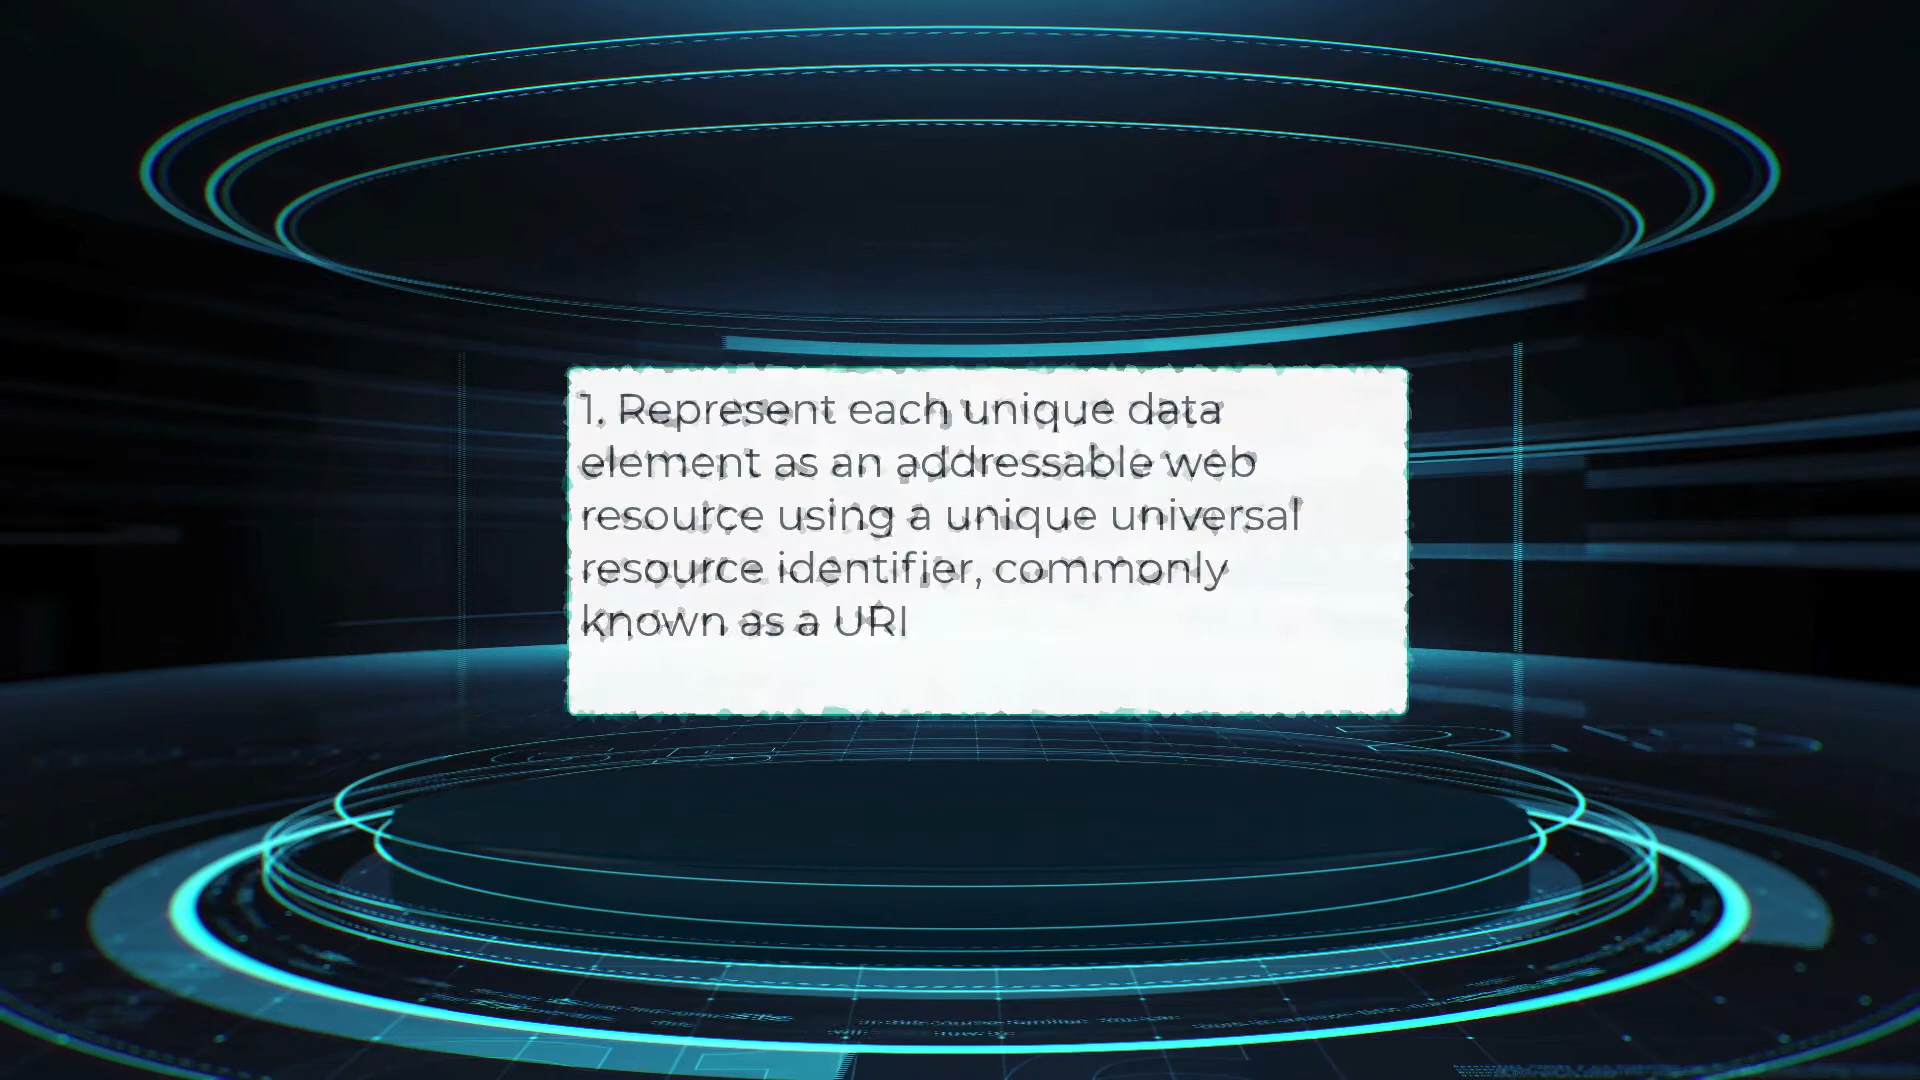 1. Represent each unique data
element as an addressable web
resource using a unique universal
resource identifier, commonly
known as a URI